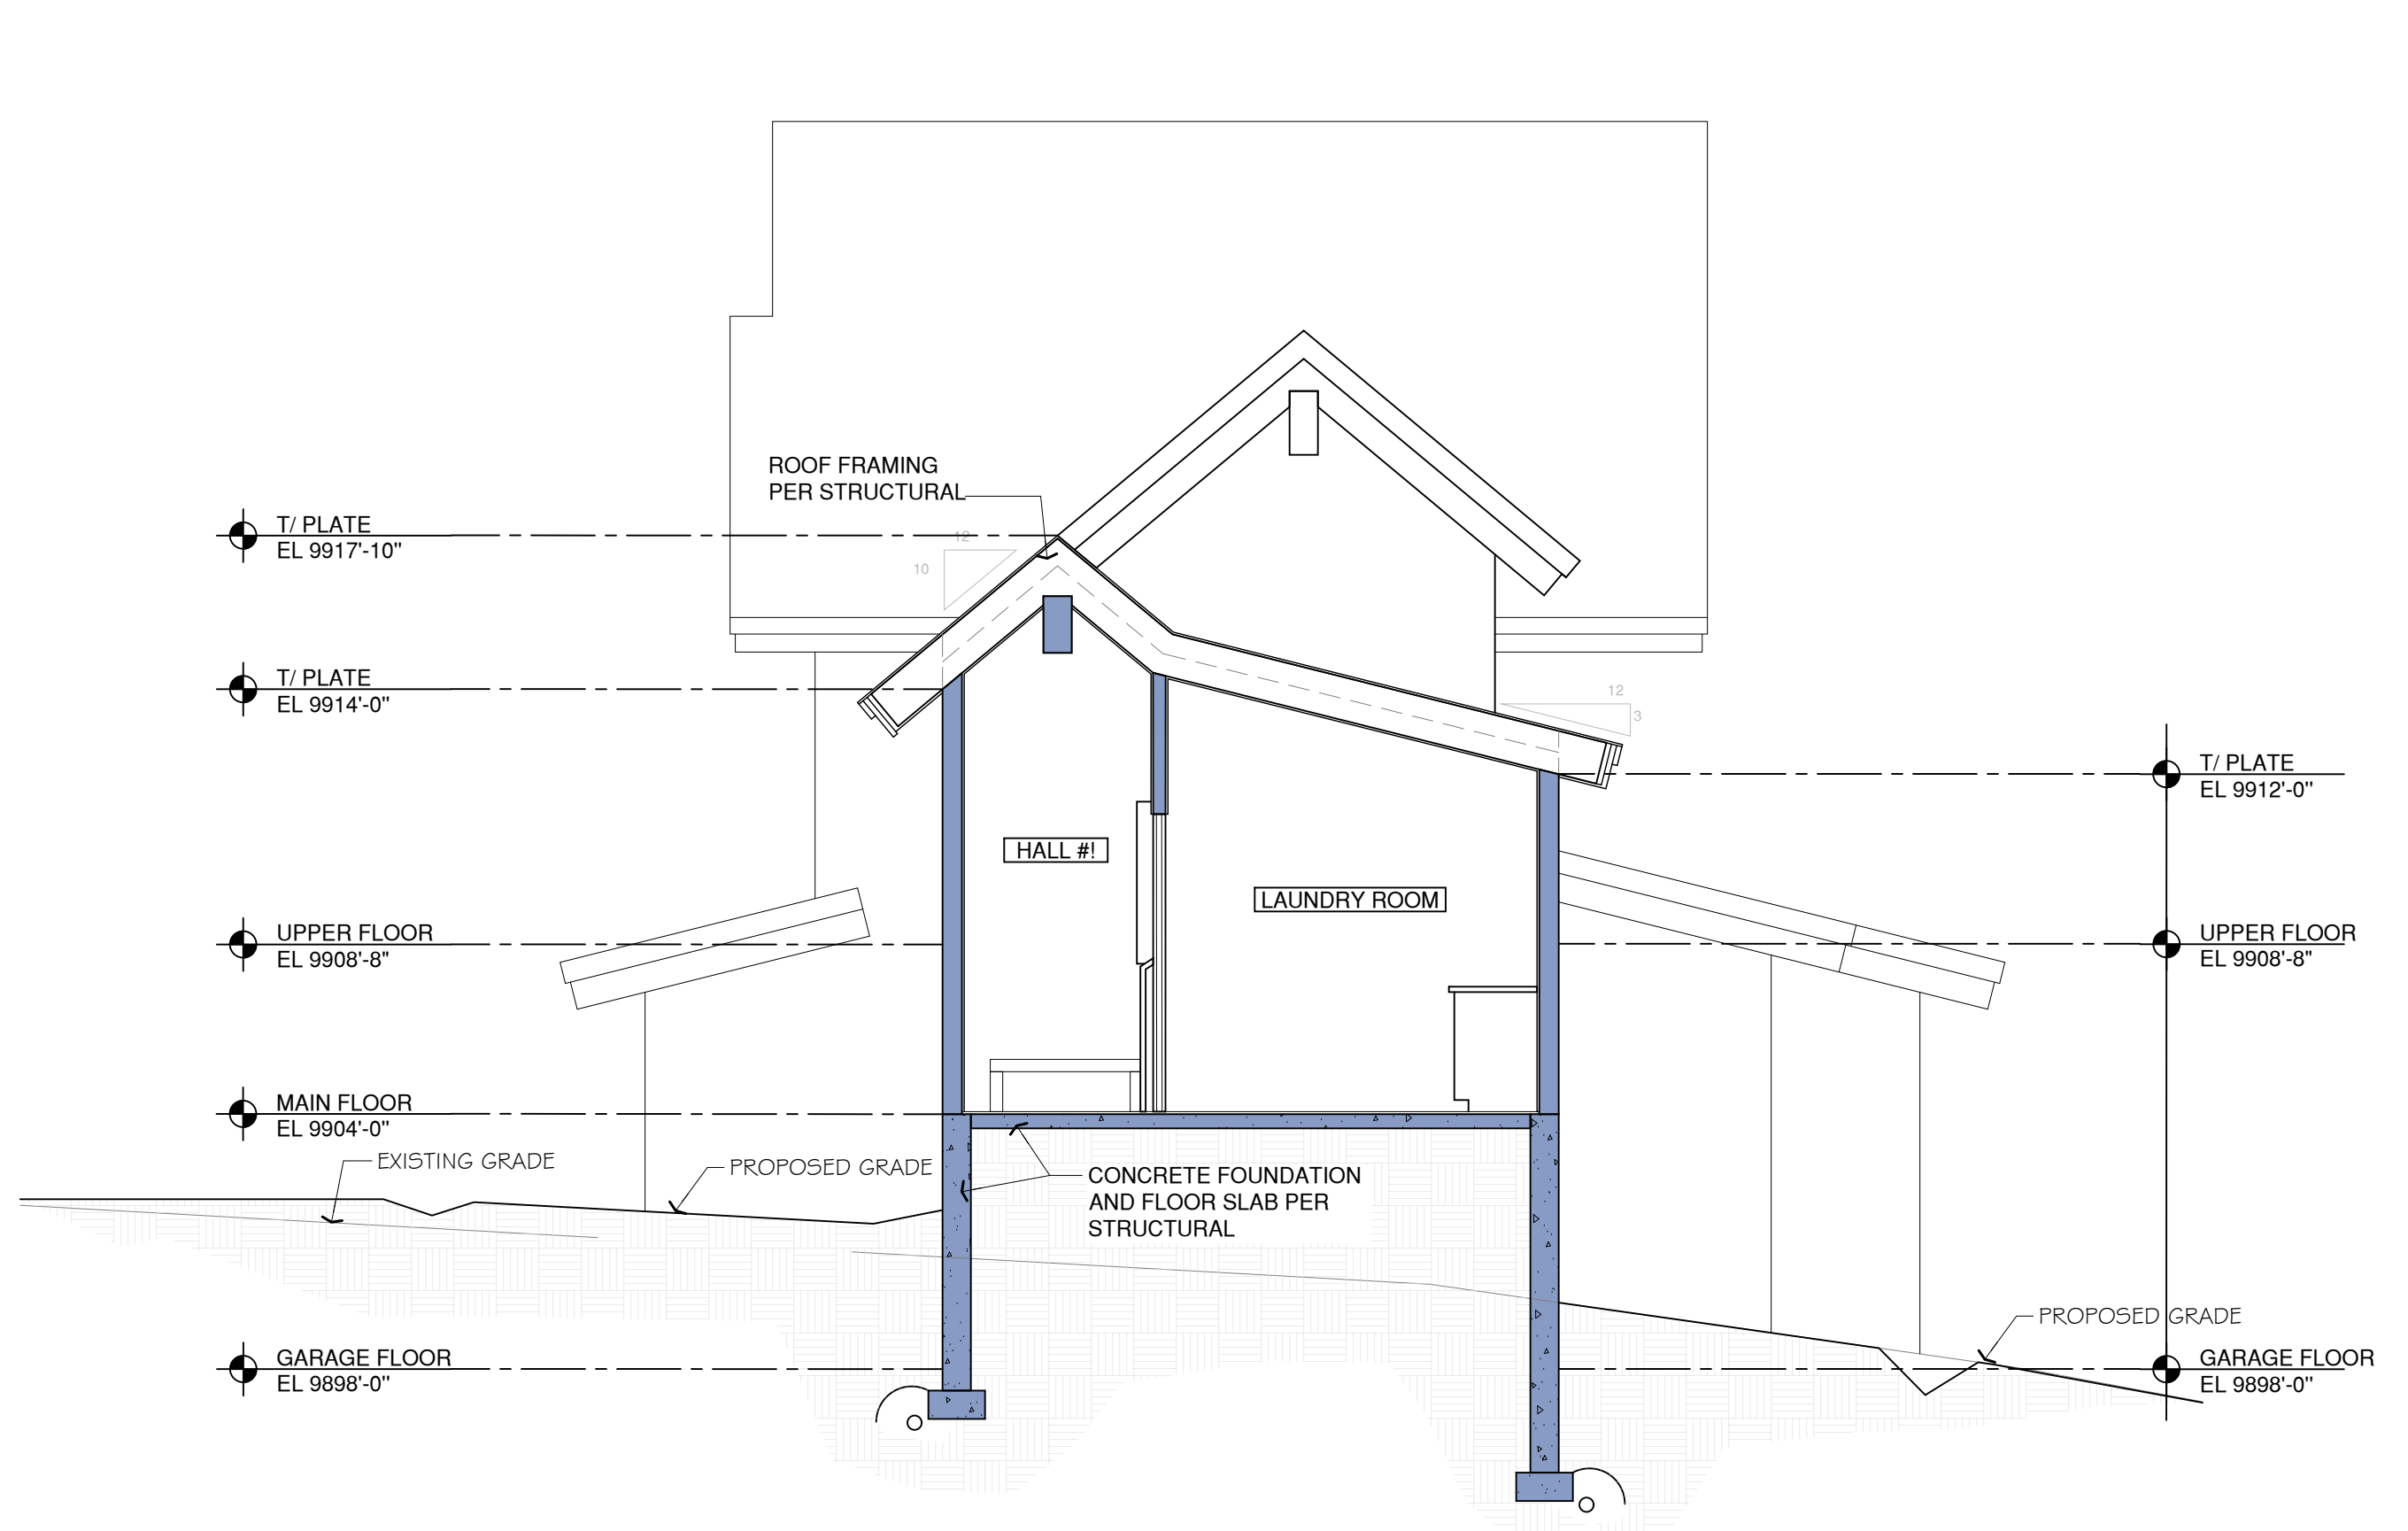 ROOF FRAMING
PER STRUCTURAL
T/ PLATE
EL 9917'-10"
12
10
T/ PLATE
EL 9914'-0"
12
3
T/ PLATE
EL 9912'-0"
HALL #!
LAUNDRY ROOM
UPPER FLOOR
EL 9908'-8"
UPPER FLOOR
EL 9908'-8"
MAIN FLOOR
EL 9904'-0"
EXISTING GRADE
PROPOSED GRADE
CONCRETE FOUNDATION
AND FLOOR SLAB PER
STRUCTURAL
PROPOSED GRADE
GARAGE FLOOR
EL 9898'-0"
GARAGE FLOOR
EL 9898'-0"